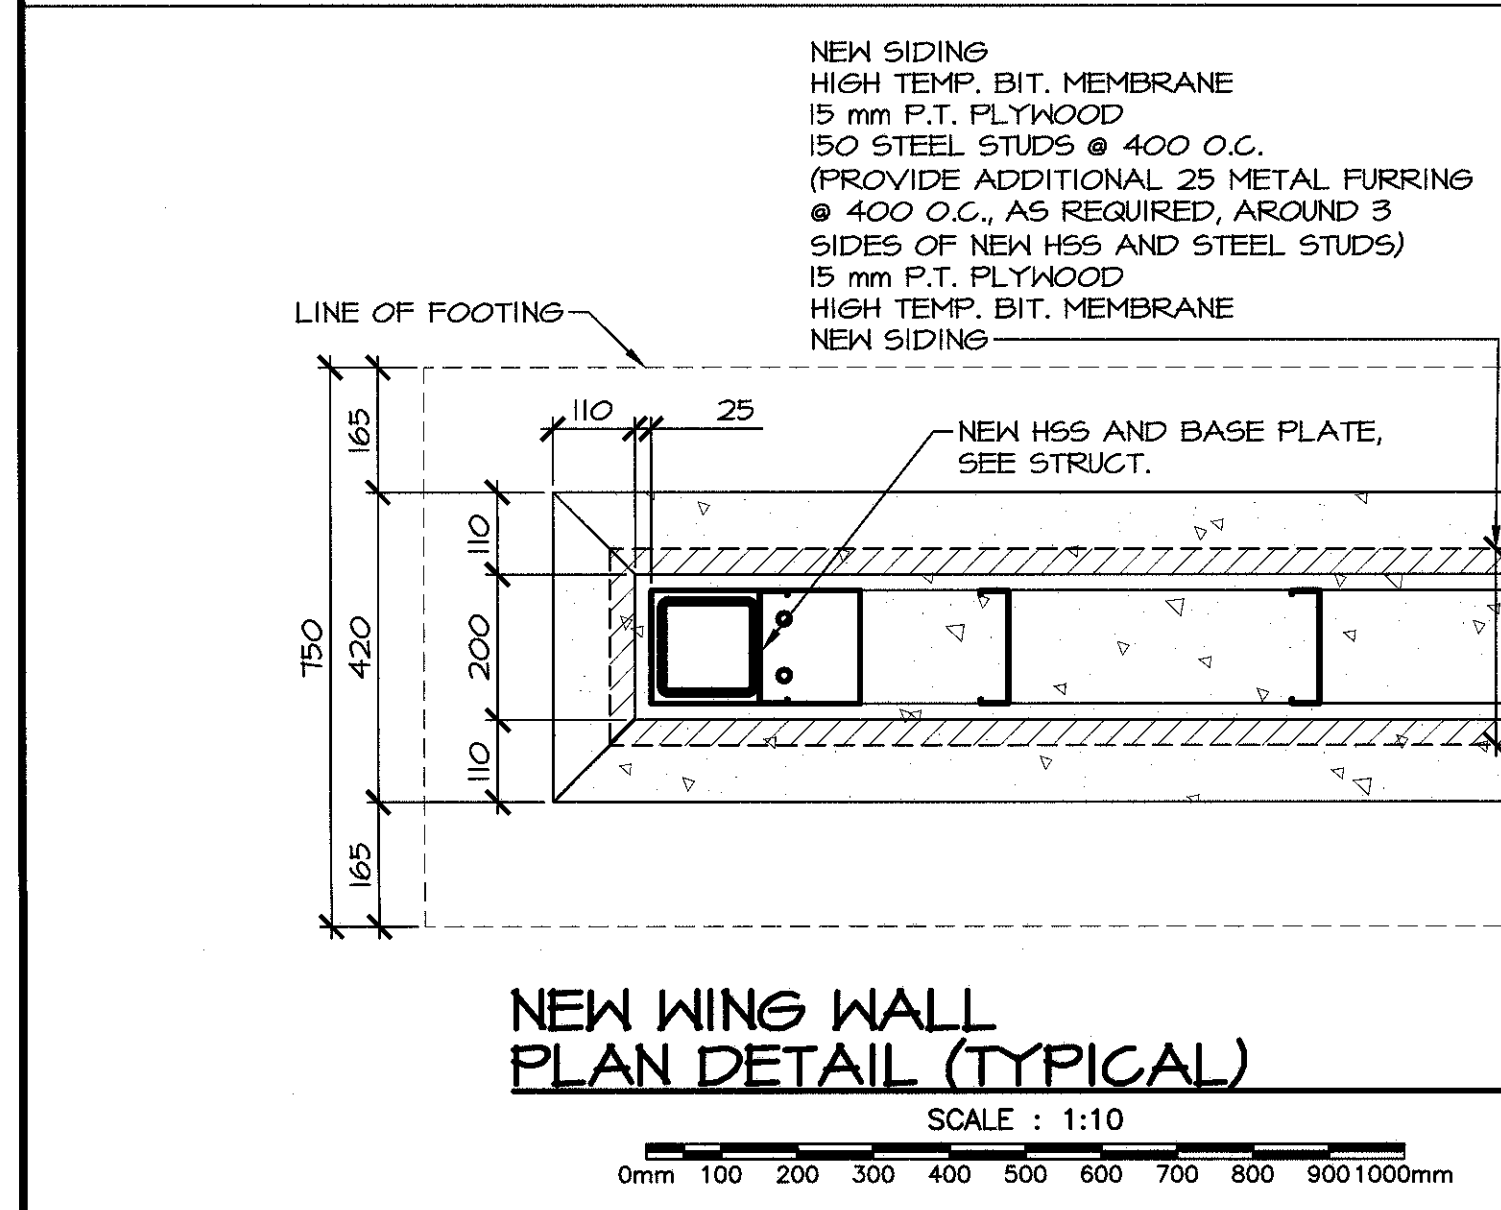 NEW SIDING
HIGH TEMP. BIT. MEMBRANE
15 mm P.T. PLYWOOD
150 STEEL STUDS @ 400 O.C.
(PROVIDE ADDITIONAL 25 METAL FURRING
@ 400 O.C., AS REQUIRED, AROUND 3
SIDES OF NEW HSS AND STEEL STUDS)
15 mm P.T. PLYWOOD
HIGH TEMP. BIT. MEMBRANE
NEW SIDING
LINE OF FOOTING
110
25
165
NEW HSS AND BASE PLATE,
SEE STRUCT.
110
750
420
200
110
165
NEW WING WALL
PLAN DETAIL (TYPICAL)
SCALE : 1:10
0mm 100 200 300 400 500 600 700 800 900 1000mm